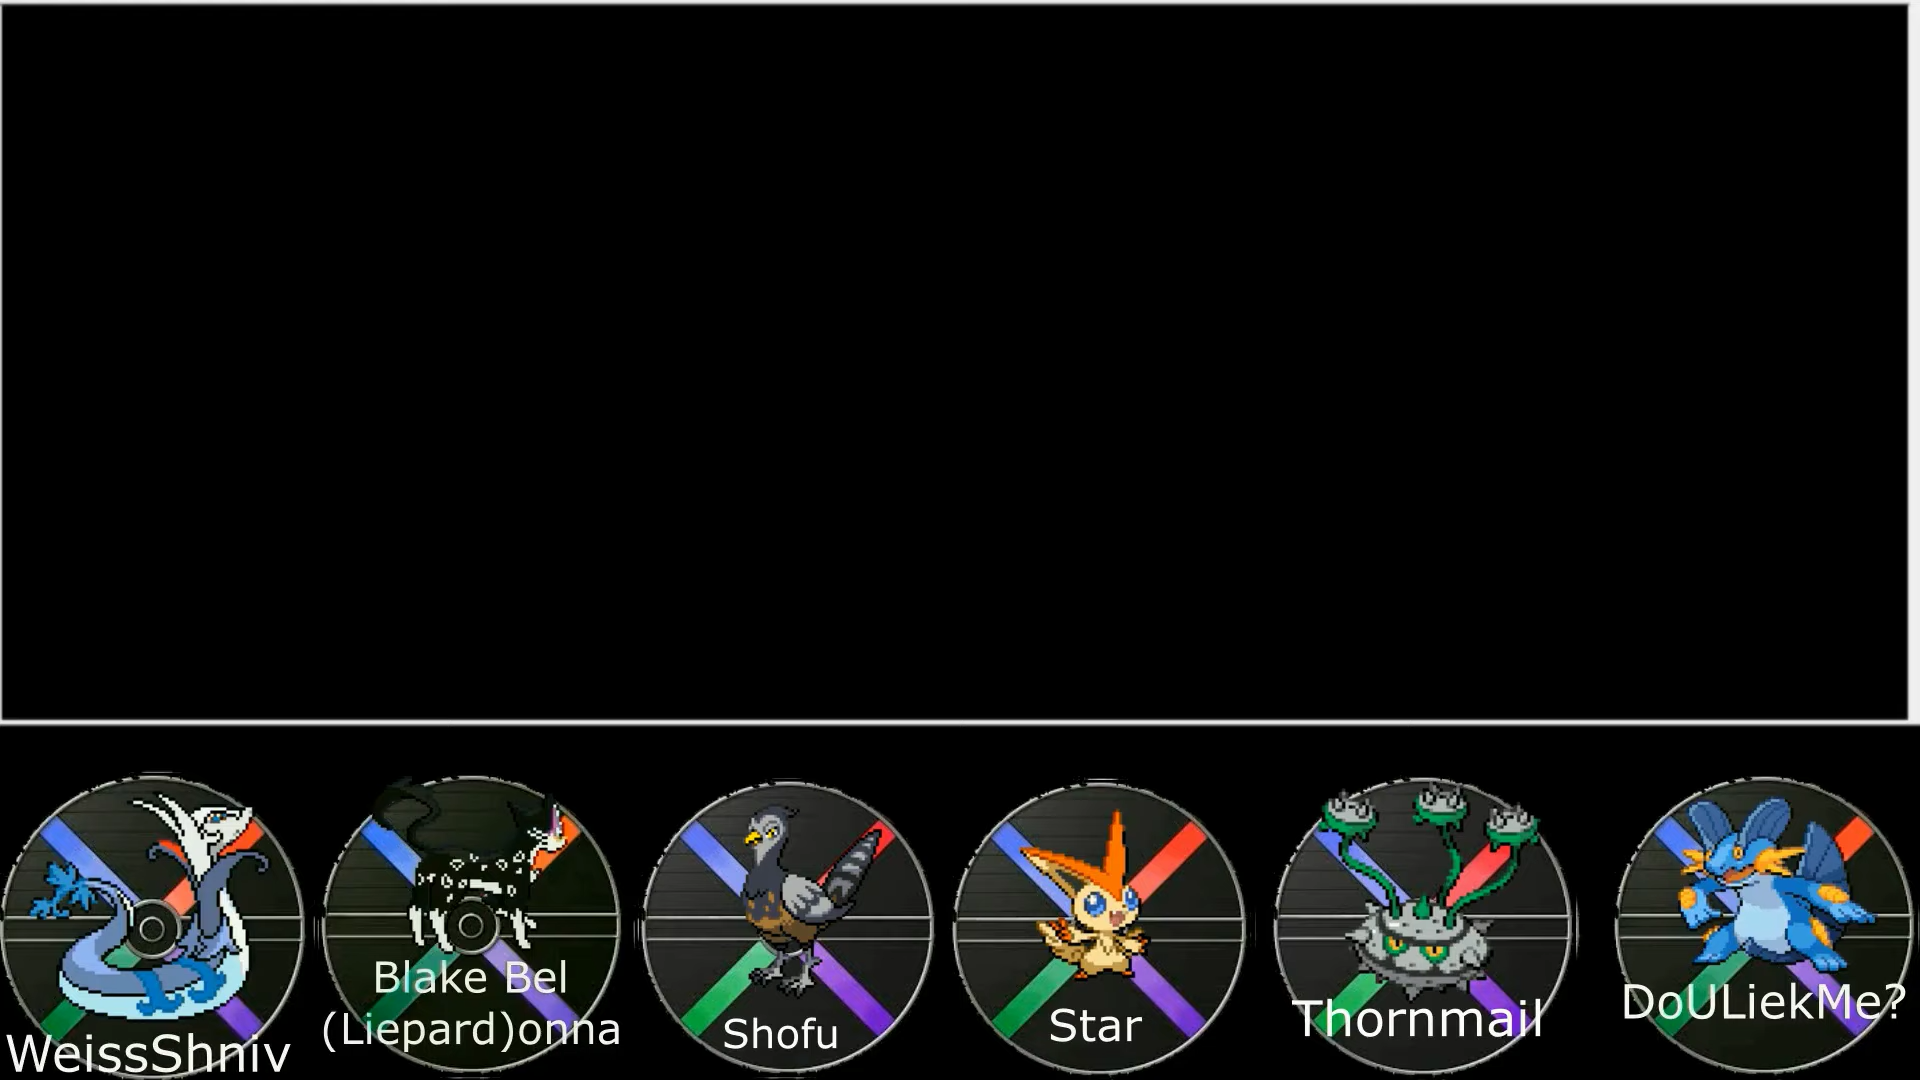 WeissShniv
Blake Bel
(Liepard)onna
Shofu
Star
Thornmail
DoULiekMe?